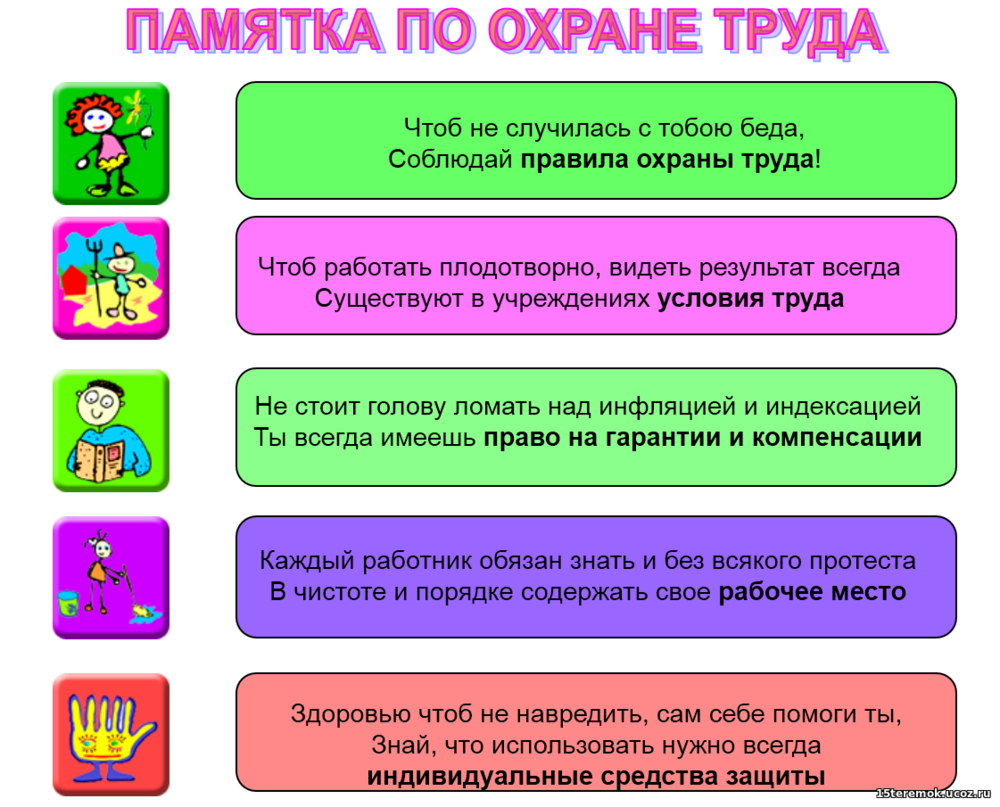 ПАМЯТКА ПО ОХРАНЕ ТРУДА
Чтоб не случилась с тобою беда,
Соблюдай правила охраны труда!
Чтоб работать плодотворно, видеть результат всегда
Существуют в учреждениях условия труда
Не стоит голову ломать над инфляцией и индексацией
Ты всегда имеешь право на гарантии и компенсации
Каждый работник обязан знать и без всякого протеста
В чистоте и порядке содержать свое рабочее место
Здоровью чтоб не навредить, сам себе помоги ты,
Знай, что использовать нужно всегда
индивидуальные средства защиты
15teremok.ucoz.ru